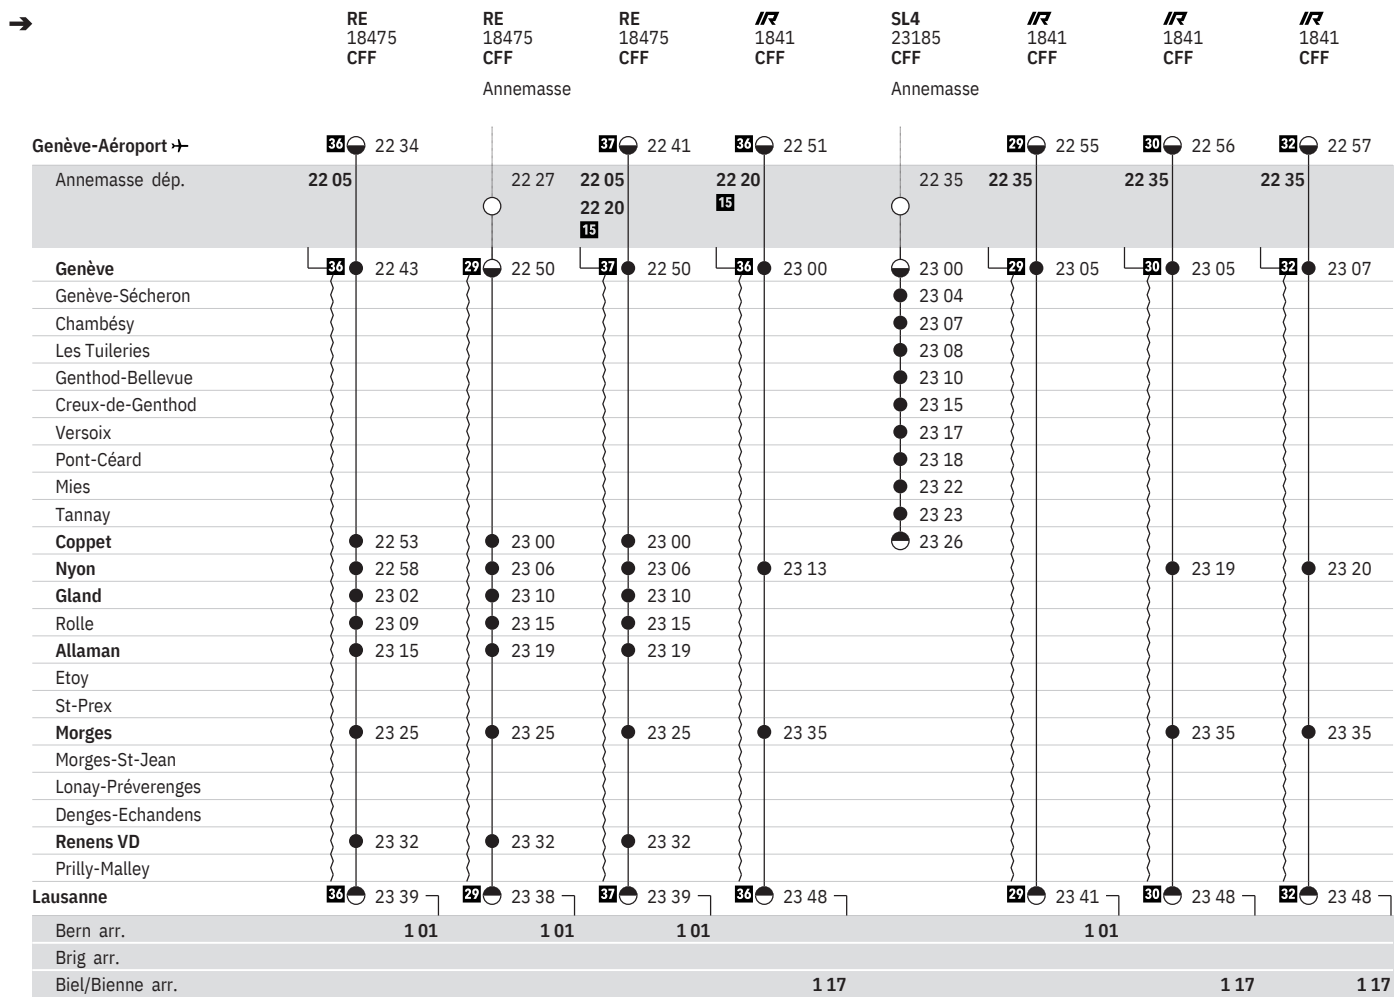 ➔ RE RE RE IR SL4 IR IR IR
18475 18475 18475 1841 23185 1841 1841 1841
CFF CFF CFF CFF CFF CFF CFF CFF
Annemasse Annemasse
Genève-Aéroport 36 22 34 37 22 41 36 22 51 29 22 55 30 22 56 32 22 57
Annemasse dép. 22 05 22 27 22 05 22 20 22 35 22 35 22 35 22 35
22 20 15
15
Genève 36 22 43 29 22 50 37 22 50 36 23 00 23 00 29 23 05 30 23 05 32 23 07
Genève-Sécheron 23 04
Chambésy 23 07
Les Tuileries 23 08
Genthod-Bellevue 23 10
Creux-de-Genthod 23 15
Versoix 23 17
Pont-Céard 23 18
Mies 23 22
Tannay 23 23
Coppet 22 53 23 00 23 00 23 26
Nyon 22 58 23 06 23 06 23 13 23 19 23 20
Gland 23 02 23 10 23 10
Rolle 23 09 23 15 23 15
Allaman 23 15 23 19 23 19
Etoy
St-Prex
Morges 23 25 23 25 23 25 23 35 23 35 23 35
Morges-St-Jean
Lonay-Préverenges
Denges-Echandens
Renens VD 23 32 23 32 23 32
Prilly-Malley
Lausanne 36 23 39 29 23 38 37 23 39 36 23 48 29 23 41 30 23 48 32 23 48
Bern arr. 1 01 1 01 1 01 1 01
Brig arr.
Biel/Bienne arr. 1 17 1 17 1 17